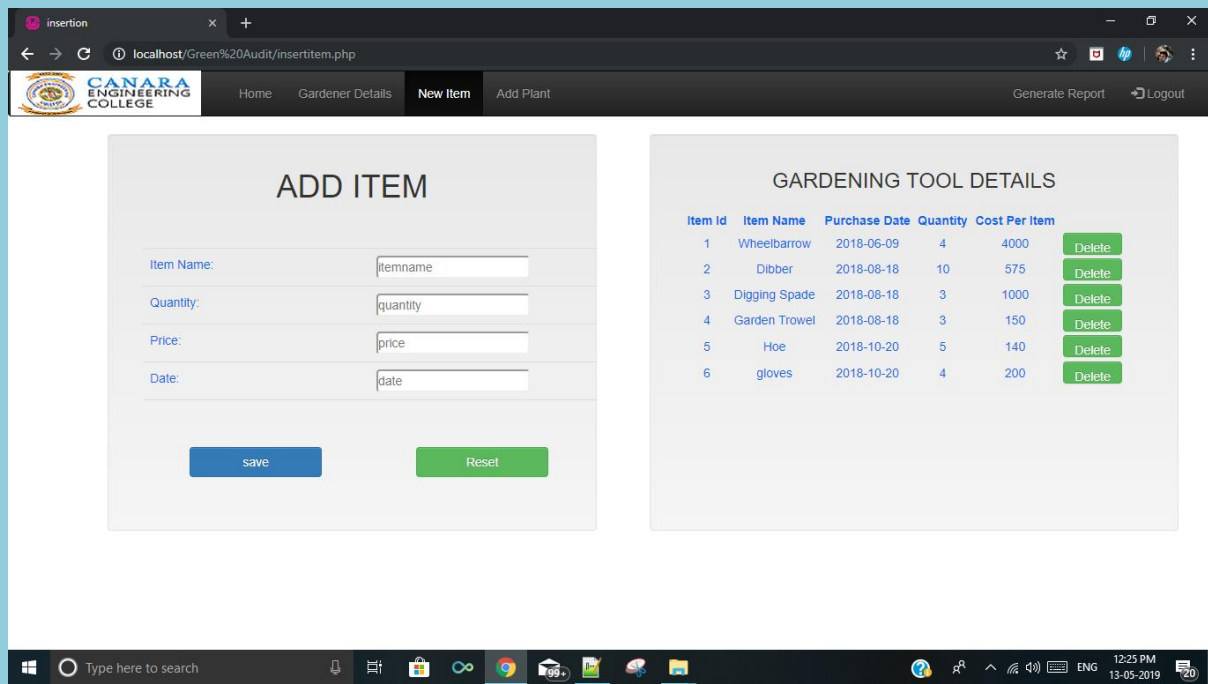 insertion
localhost/Green%20Audit/insertitem.php
CANARA
ENGINEERING
COLLEGE
Home Gardener Details New Item Add Plant Generate Report Logout
ADD ITEM
Item Name: itemname
Quantity: quantity
Price: price
Date: date
save Reset
GARDENING TOOL DETAILS
Item Id Item Name Purchase Date Quantity Cost Per Item
1 Wheelbarrow 2018-06-09 4 4000 Delete
2 Dibber 2018-08-18 10 575 Delete
3 Digging Spade 2018-08-18 3 1000 Delete
4 Garden Trowel 2018-08-18 3 150 Delete
5 Hoe 2018-10-20 5 140 Delete
6 gloves 2018-10-20 4 200 Delete
Type here to search 99+ ENG 12:25 PM
13-05-2019 20